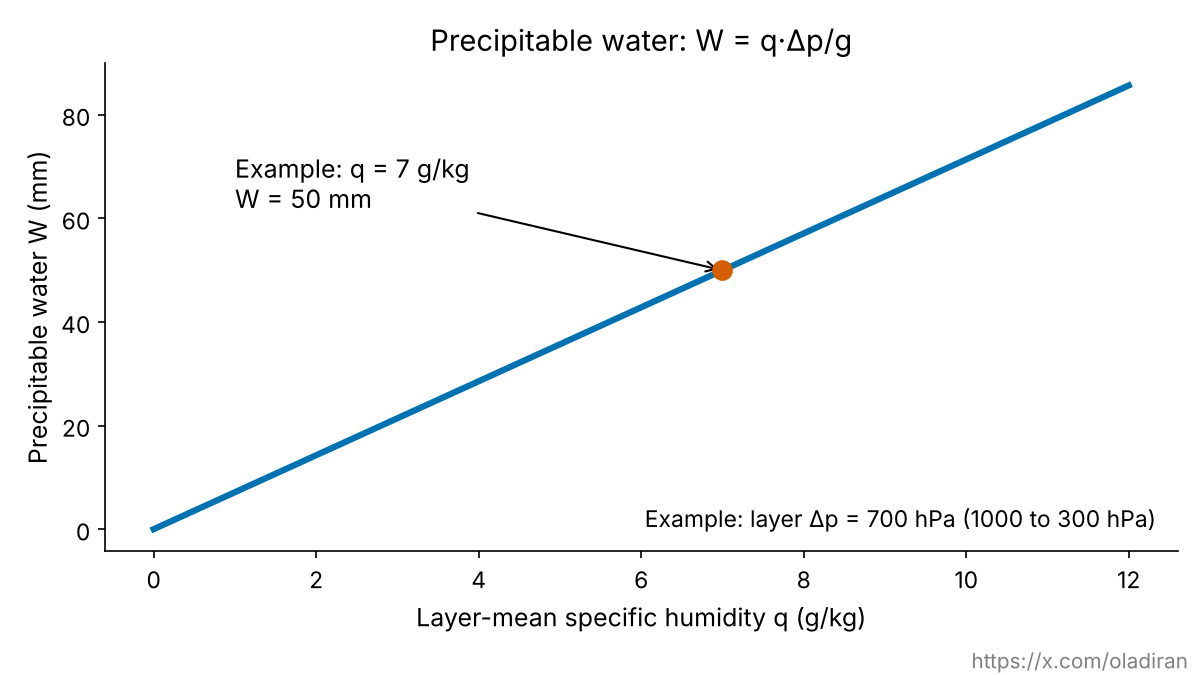 Precipitable water: W = q·Δp/g
Precipitable water W (mm)
80
60
40
20
0
Example: q = 7 g/kg
W = 50 mm
Example: layer Δp = 700 hPa (1000 to 300 hPa)
0 2 4 6 8 10 12
Layer-mean specific humidity q (g/kg)
https://x.com/oladiran